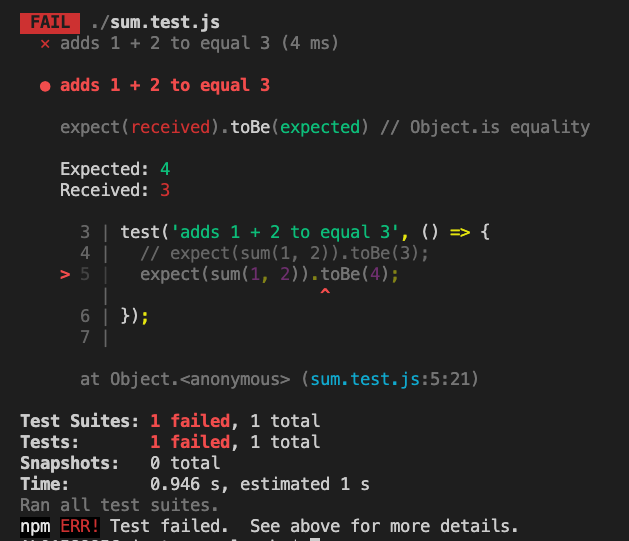 FAIL ./sum.test.js
✕ adds 1 + 2 to equal 3 (4 ms)
● adds 1 + 2 to equal 3
expect(received).toBe(expected) // Object.is equality
Expected: 4
Received: 3
3 | test('adds 1 + 2 to equal 3', () => {
4 |   // expect(sum(1, 2)).toBe(3);
> 5 |   expect(sum(1, 2)).toBe(4);
|                     ^
6 | });
7 |
at Object.<anonymous> (sum.test.js:5:21)
Test Suites: 1 failed, 1 total
Tests:       1 failed, 1 total
Snapshots:   0 total
Time:        0.946 s, estimated 1 s
Ran all test suites.
npm ERR! Test failed.  See above for more details.